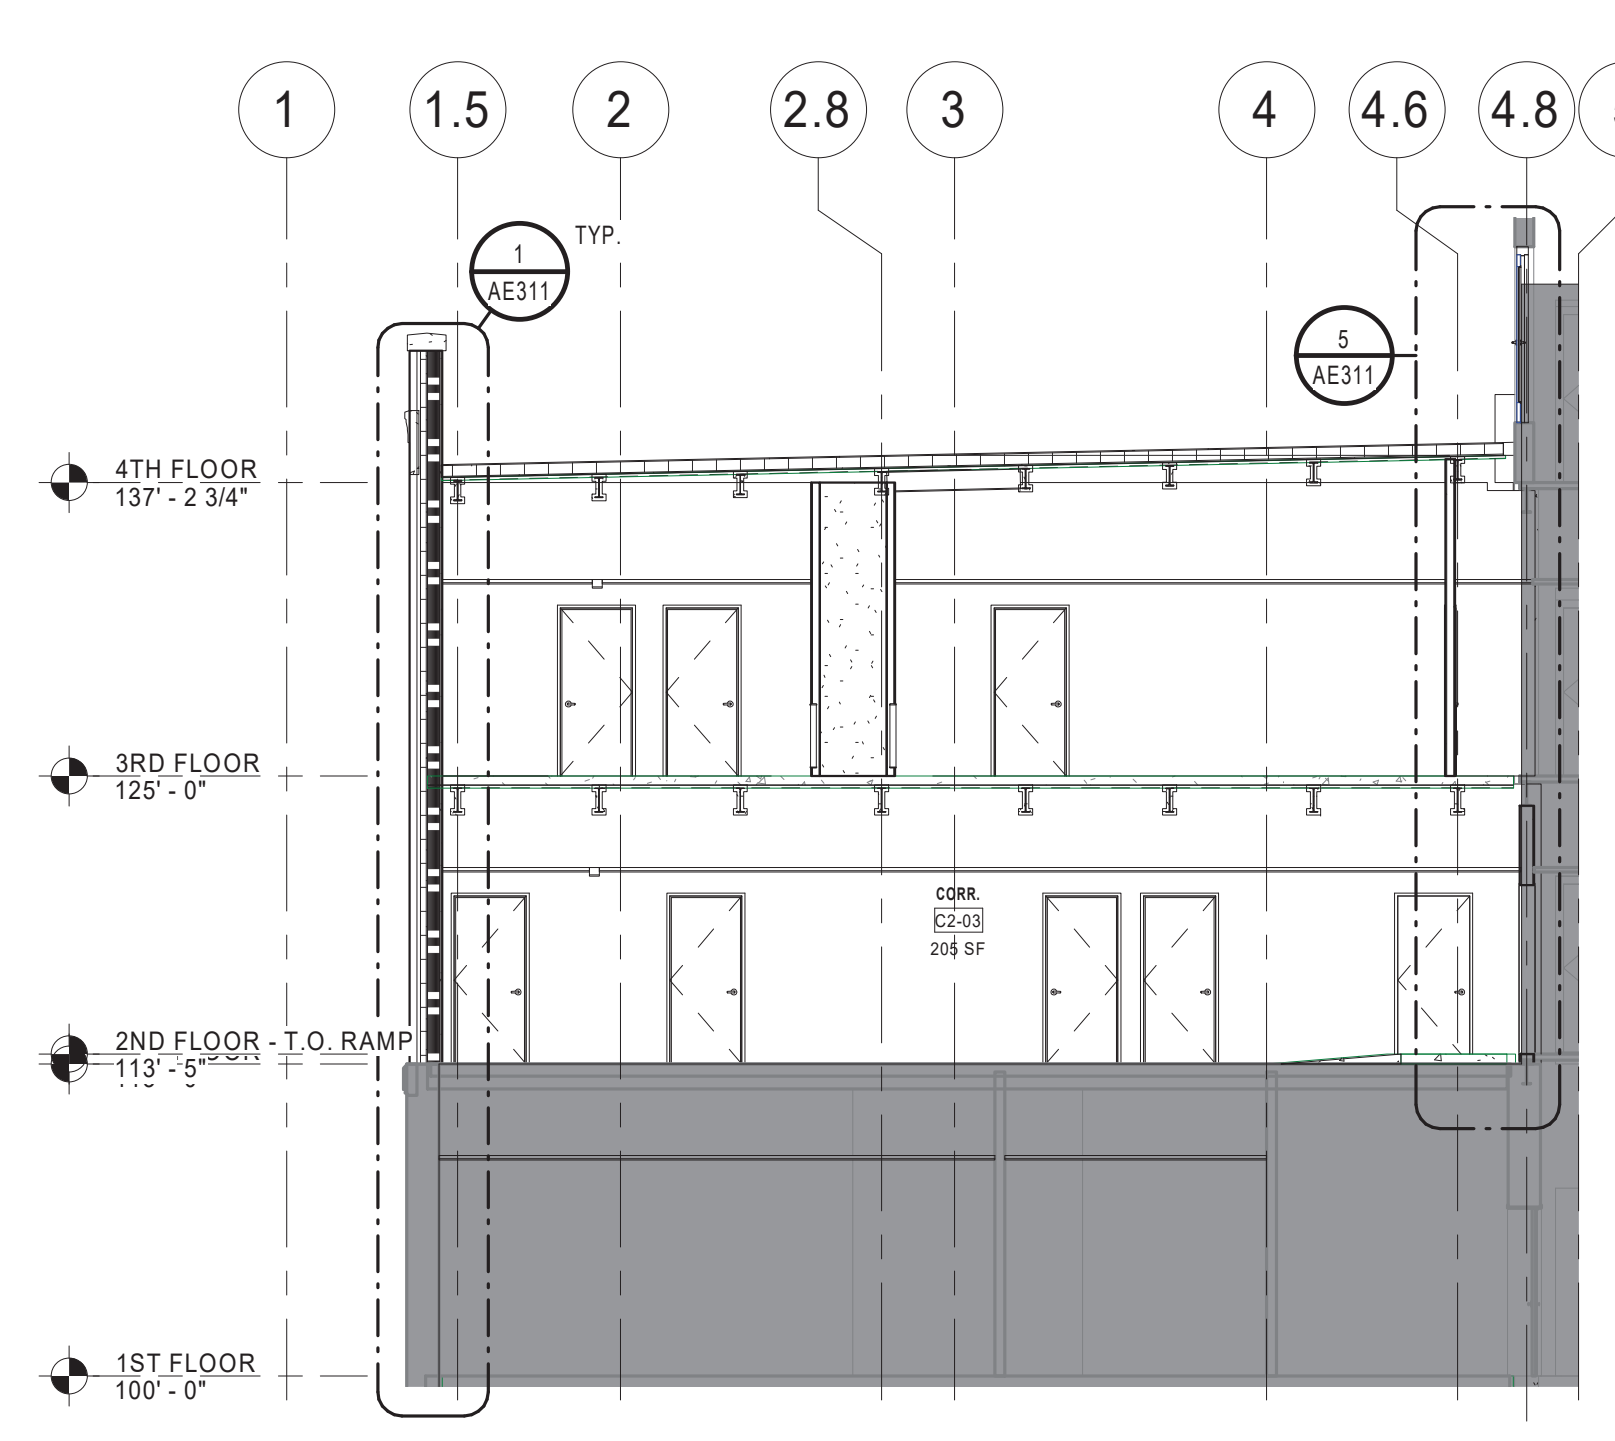 1
1.5
2
2.8
3
4
4.6
4.8
TYP.
1
AE311
5
AE311
4TH FLOOR
137' - 2 3/4"
3RD FLOOR
125' - 0"
CORR.
C2-03
205 SF
2ND FLOOR - T.O. RAMP
113' - 5"
1ST FLOOR
100' - 0"